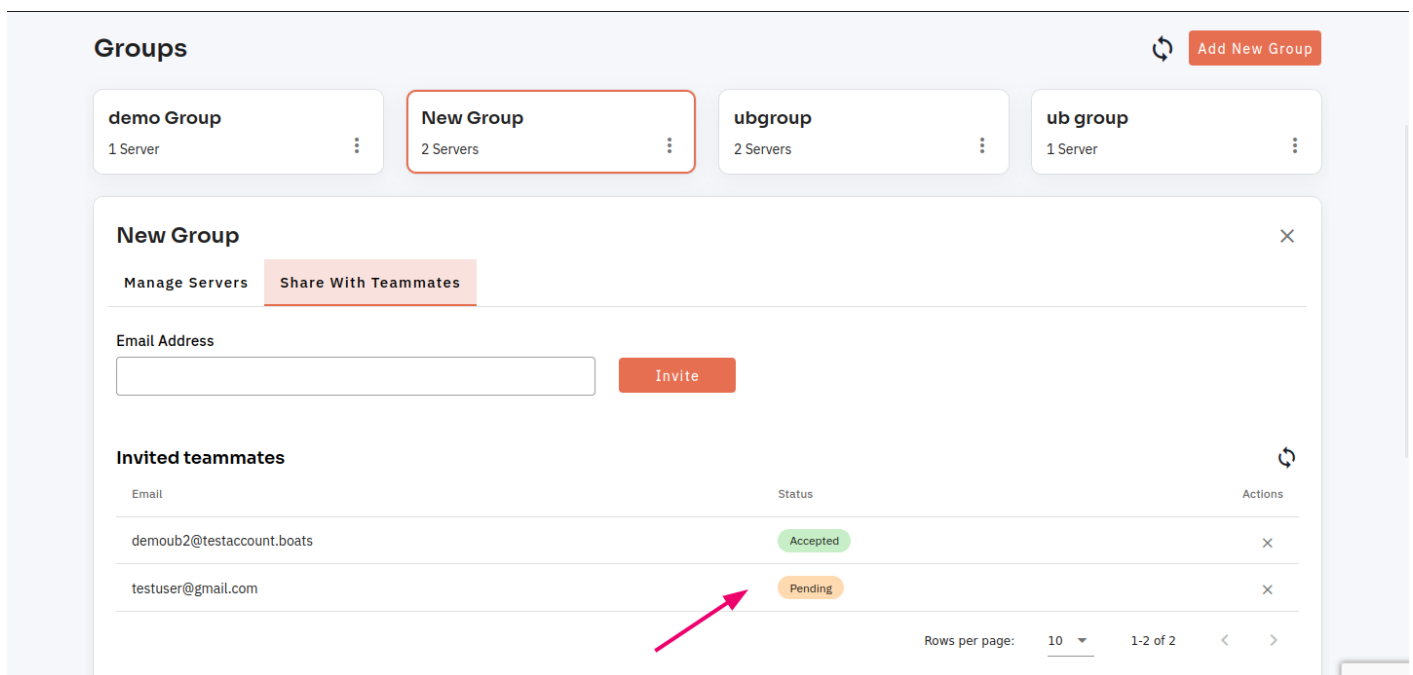 Groups
Add New Group
demo Group
1 Server
New Group
2 Servers
ubgroup
2 Servers
ub group
1 Server
New Group
Manage Servers Share With Teammates
Email Address
Invite
Invited teammates
Email Status Actions
demoub2@testaccount.boats Accepted
testuser@gmail.com Pending
Rows per page: 10 1-2 of 2